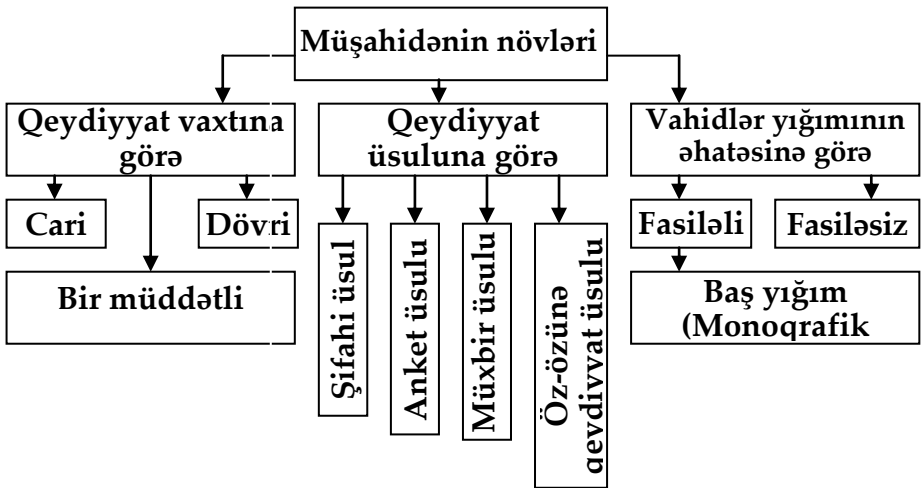 Müşahidənin növləri
Qeydiyyat vaxtına
görə
Qeydiyyat
üsuluna görə
Vahidlər yığımının
əhatəsinə görə
Cari
Dövri
Fasiləli
Fasiləsiz
Bir müddətli
Şifahi üsul
Anket üsulu
Müxbir üsulu
Öz-özünə
qeydiyyat üsulu
Baş yığım
(Monoqrafik